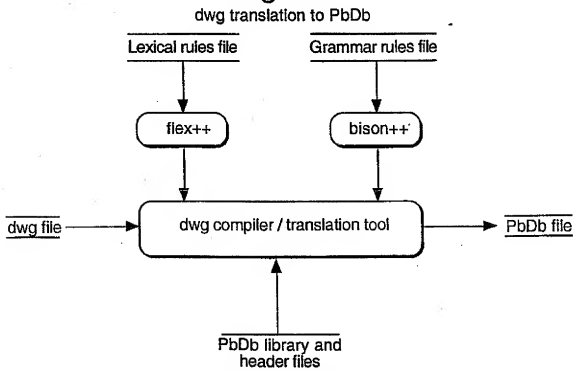 dwg translation to PbDb
Lexical rules file
Grammar rules file
flex++
bison++
dwg file
dwg compiler / translation tool
PbDb file
PbDb library and
header files